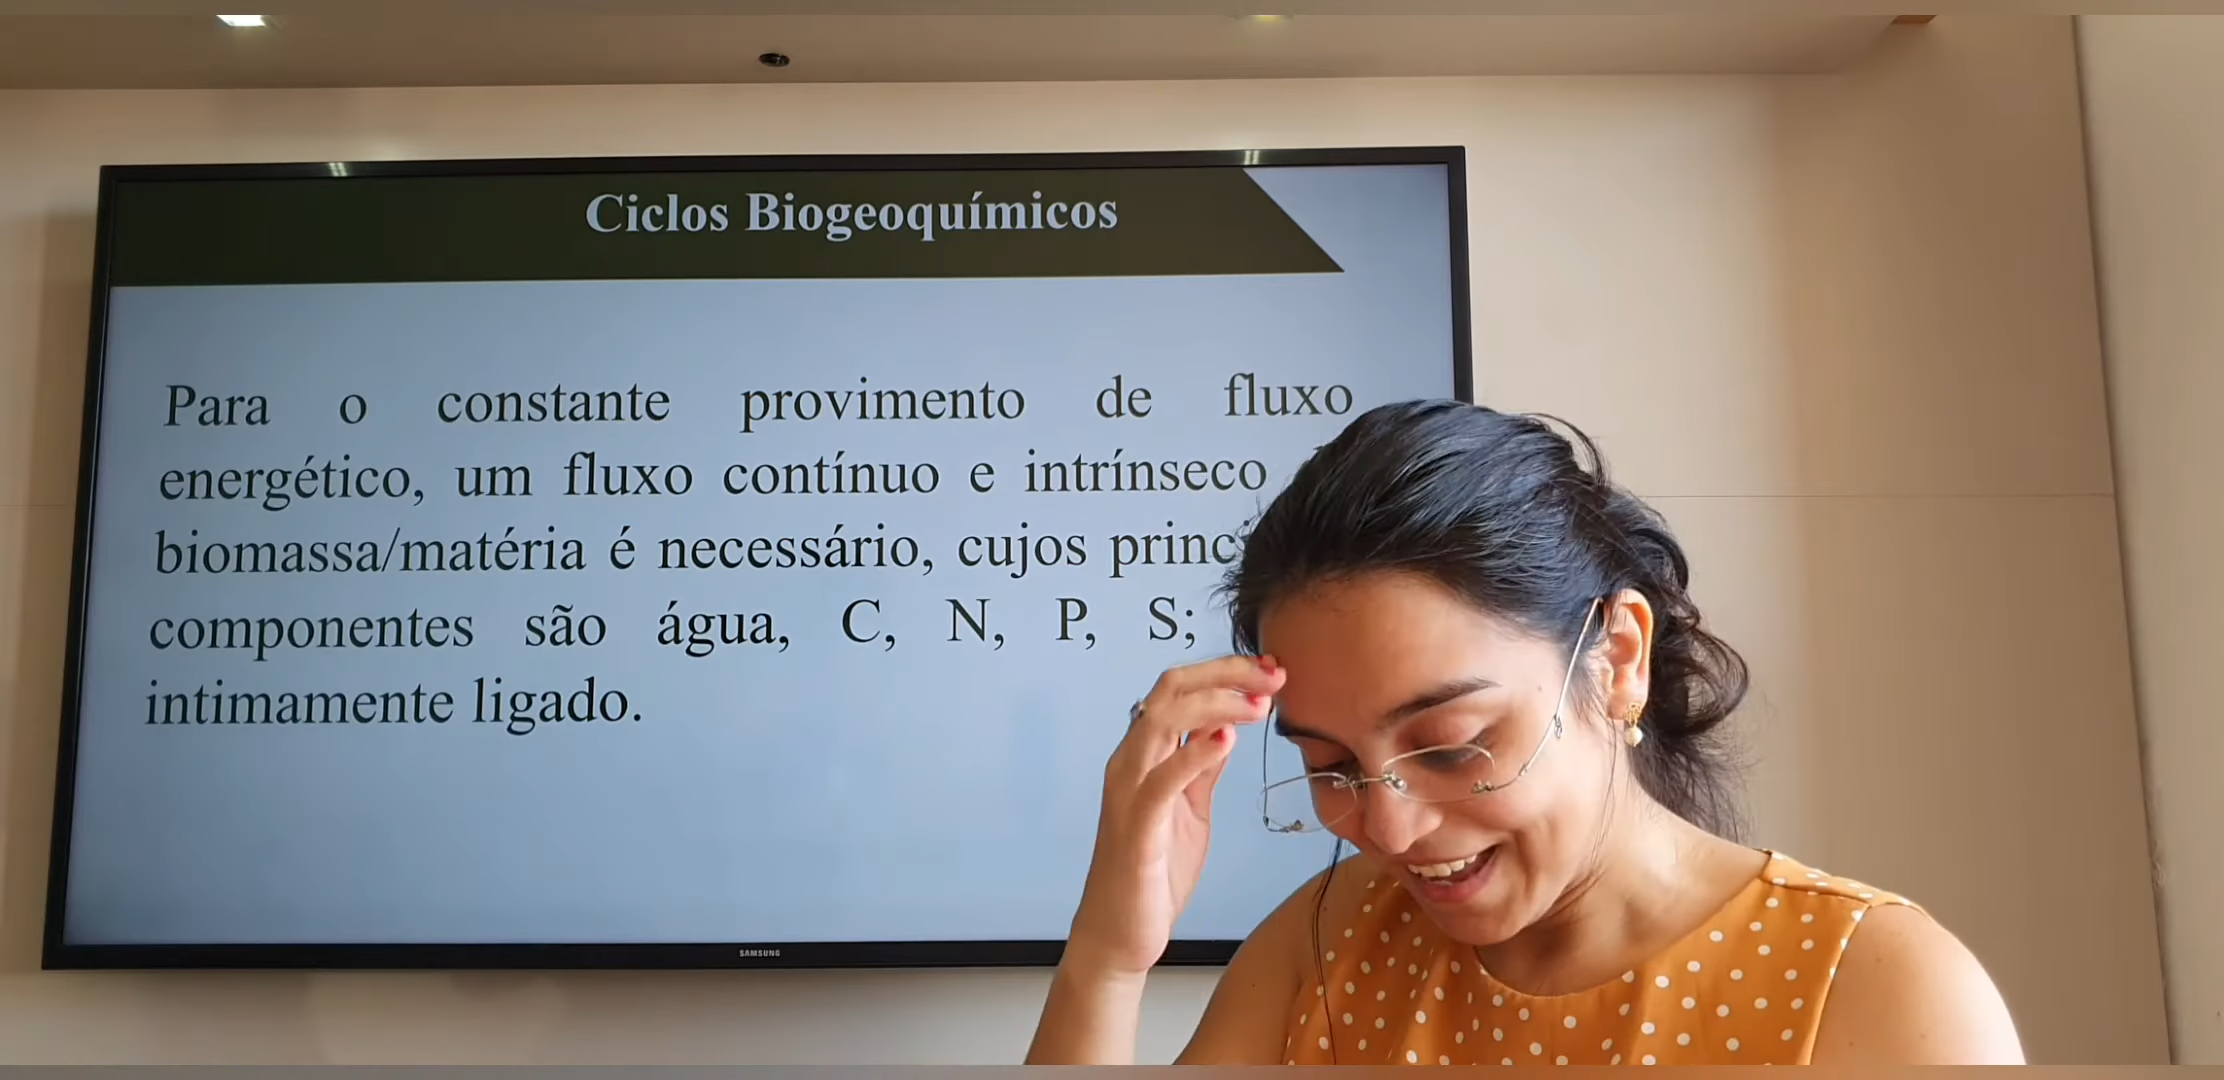 Ciclos Biogeoquímicos
Para o constante provimento de fluxo
energético, um fluxo contínuo e intrínseco
biomassa/matéria é necessário, cujos
componentes são água, C, N, P, S;
intimamente ligado.
SAMSUNG